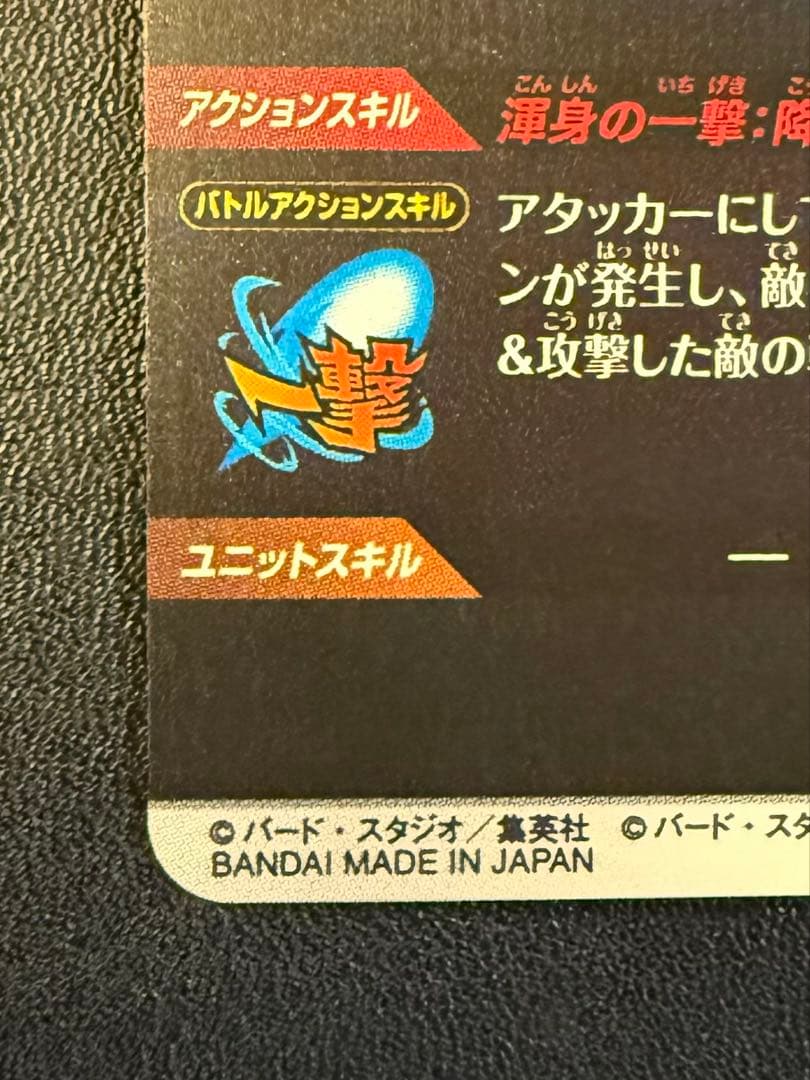 アクションスキル
こん しん いち げき
渾身の一撃:降
バトルアクションスキル
アタッカーにし
はっ せい てき
ンが発生し、敵
こう げき てき
&攻撃した敵の
一撃
ユニットスキル
—
© バード・スタジオ/集英社 © バード・スタ
BANDAI MADE IN JAPAN